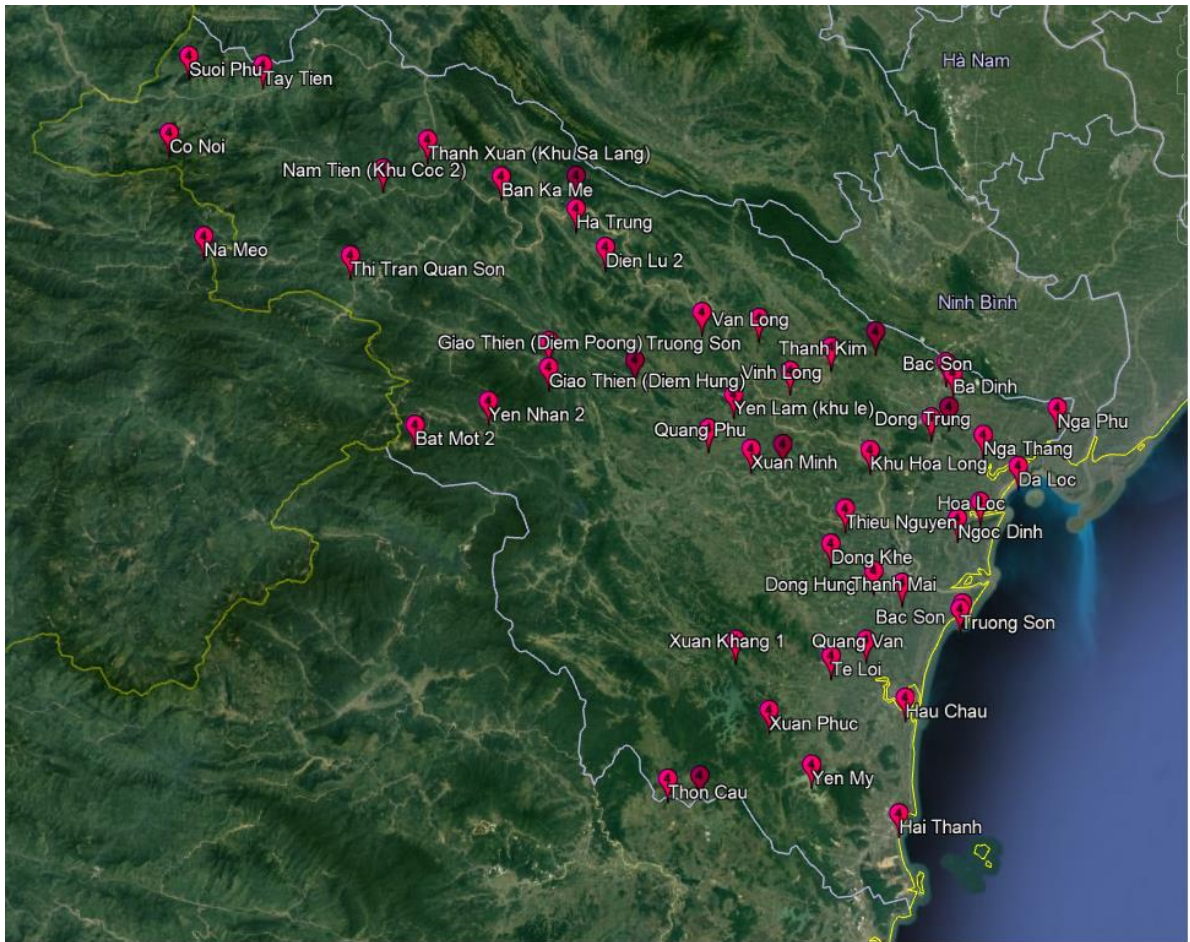 Hà Nam
Suoi Phu
Tay Tien
Co Noi
Thanh Xuan (Khu Sa Lang)
Nam Tien (Khu Coc 2)
Ban Ka Me
Ha Trung
Na Meo
Dien Lu 2
Thi Tran Quan Son
Ninh Bình
Van Long
Giao Thien (Diem Poong)
Truong Son
Thanh Kim
Bac Son
Vinh Long
Giao Thien (Diem Hung)
Ba Dinh
Yen Lam (khu le)
Yen Nhan 2
Dong Trung
Nga Phu
Bat Mot 2
Quang Phu
Nga Thang
Xuan Minh
Khu Hoa Long
Da Loc
Hoa Loc
Thieu Nguyen
Ngoc Dinh
Dong Khe
Dong Hung
Thanh Mai
Bac Son
Truong Son
Xuan Khang 1
Quang Van
Te Loi
Hau Chau
Xuan Phuc
Yen My
Thon Cau
Hai Thanh